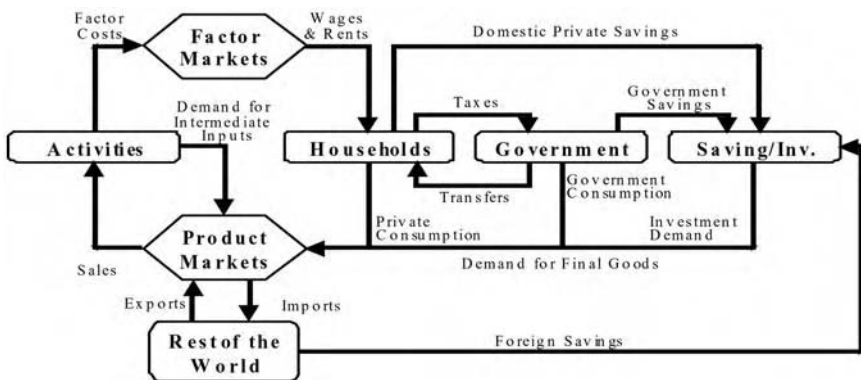 Factor
Costs
Factor
Markets
Wages
& Rents
Domestic Private Savings
Demand for
Intermediate
Inputs
Taxes
Government
Savings
Activities
Households
Government
Saving/Inv.
Transfers
Government
Consumption
Private
Consumption
Investment
Demand
Product
Markets
Sales
Demand for Final Goods
Exports
Imports
Rest of the
World
Foreign Savings